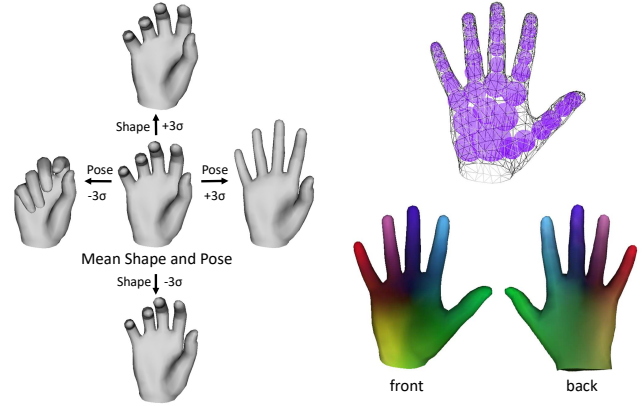 Shape +3σ
Pose Pose
-3σ +3σ
Mean Shape and Pose
Shape -3σ
front back